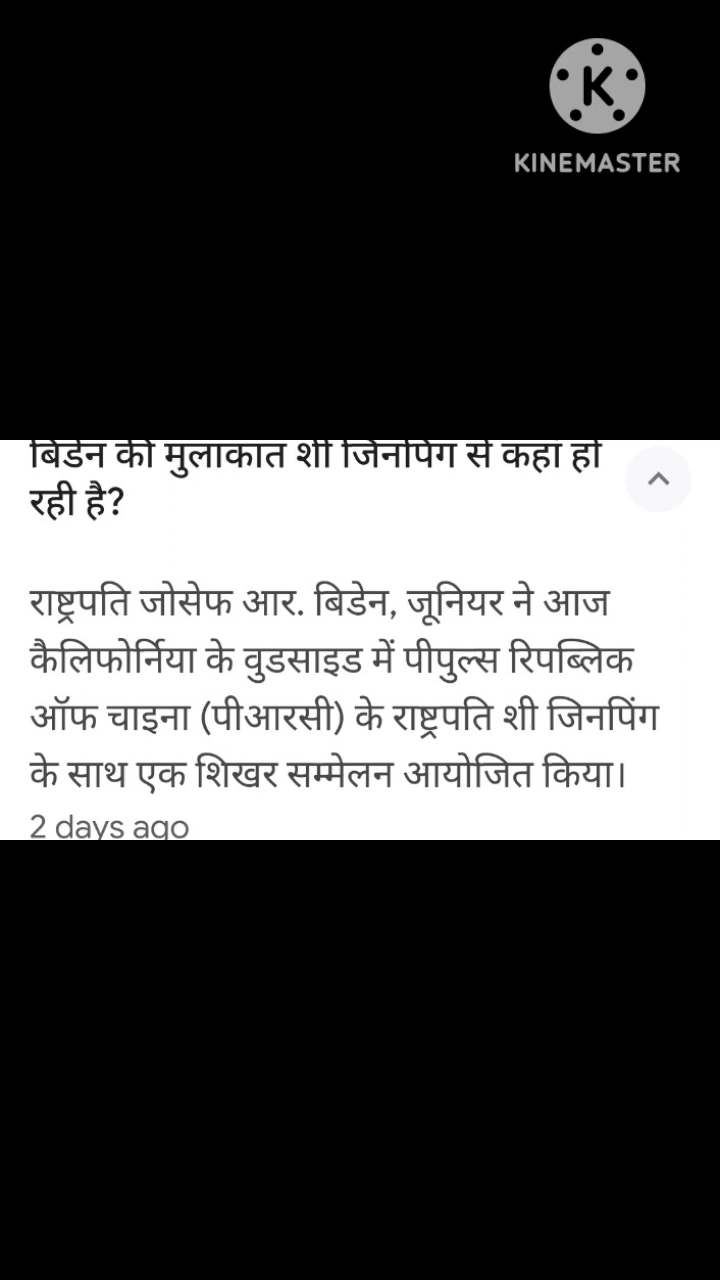 KINEMASTER
बिडेन की मुलाकात शी जिनपिंग से कहां हो
रही है?
राष्ट्रपति जोसेफ आर. बिडेन, जूनियर ने आज
कैलिफोर्निया के वुडसाइड में पीपुल्स रिपब्लिक
ऑफ चाइना (पीआरसी) के राष्ट्रपति शी जिनपिंग
के साथ एक शिखर सम्मेलन आयोजित किया।
2 days ago